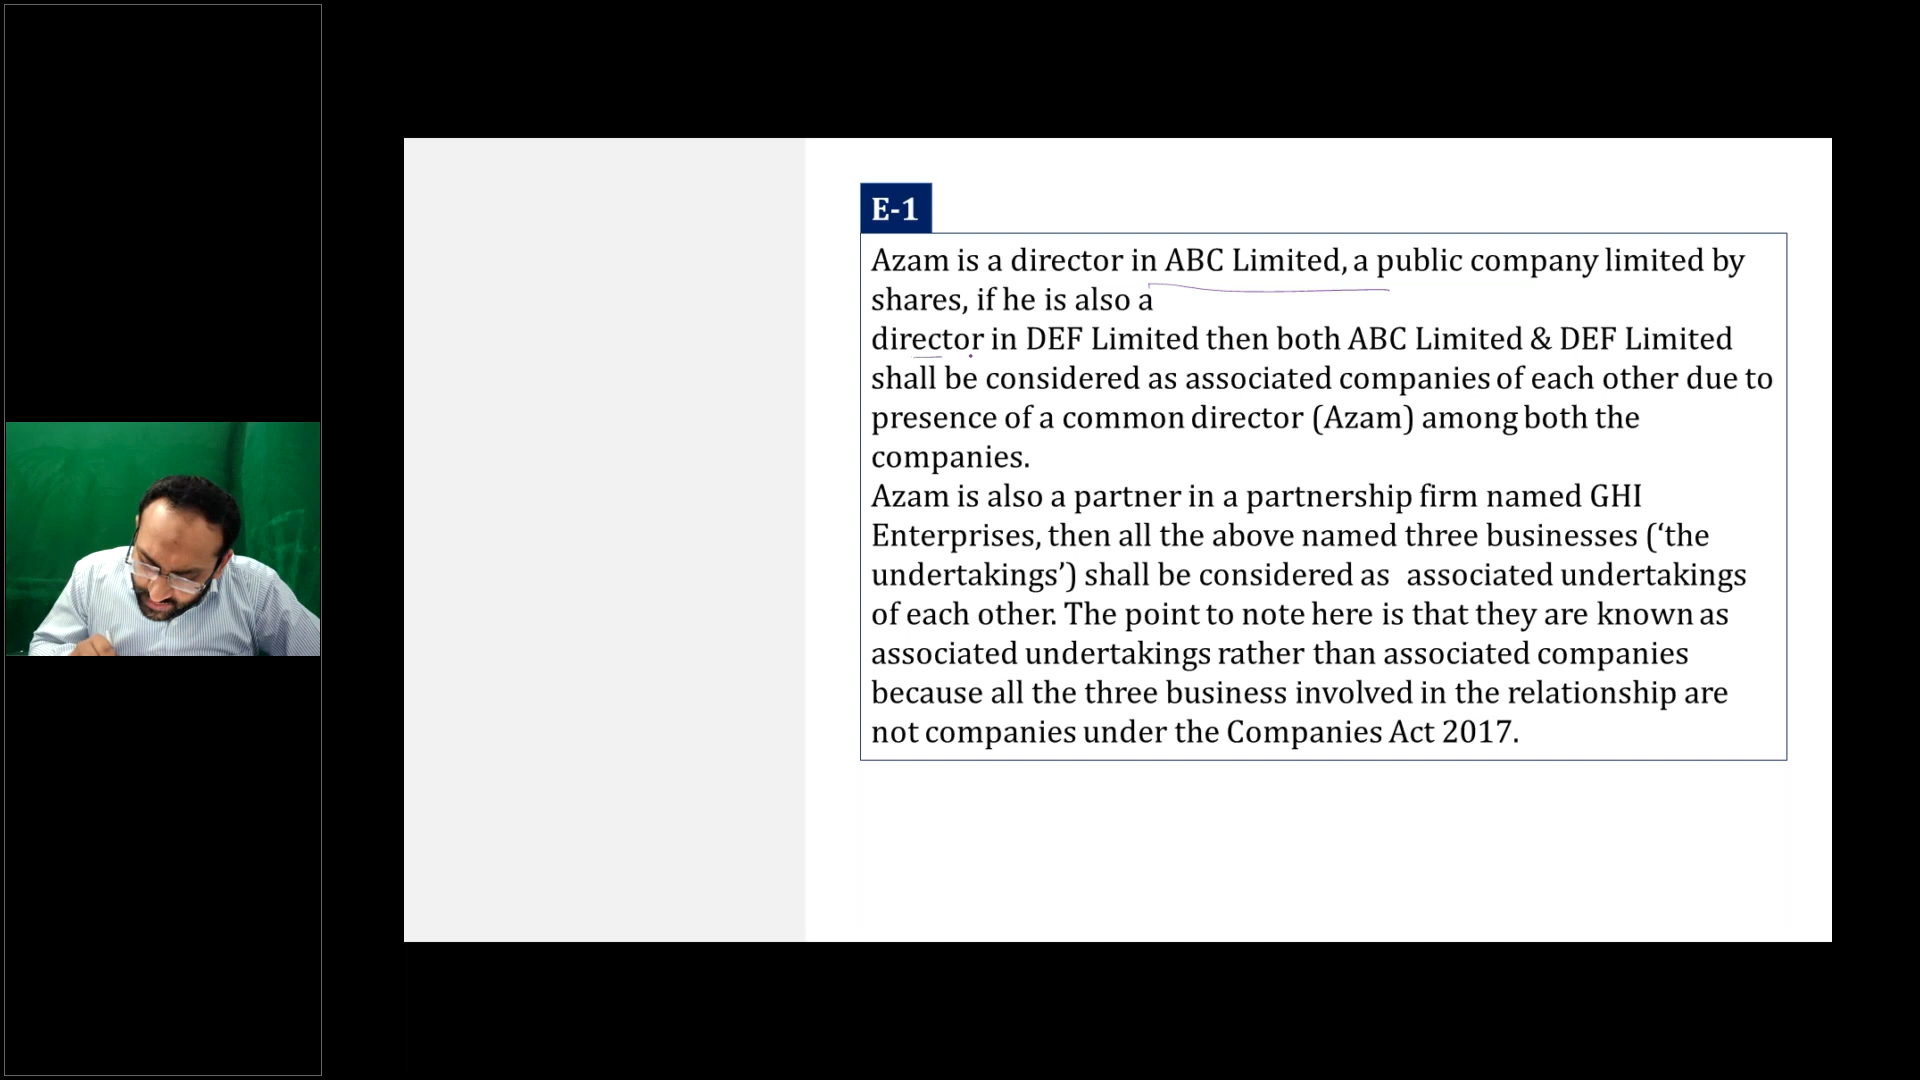 E-1
Azam is a director in ABC Limited, a public company limited by
shares, if he is also a
director in DEF Limited then both ABC Limited & DEF Limited
shall be considered as associated companies of each other due to
presence of a common director (Azam) among both the
companies.
Azam is also a partner in a partnership firm named GHI
Enterprises, then all the above named three businesses (‘the
undertakings’) shall be considered as associated undertakings
of each other. The point to note here is that they are known as
associated undertakings rather than associated companies
because all the three business involved in the relationship are
not companies under the Companies Act 2017.